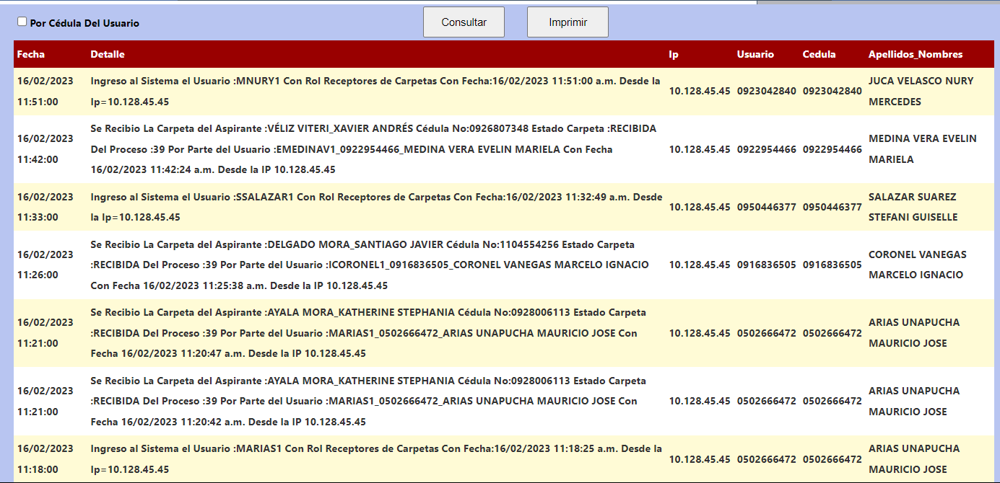 Por Cédula Del Usuario
Consultar
Imprimir
Fecha Detalle Ip Usuario Cedula Apellidos_Nombres
16/02/2023 11:51:00
Ingreso al Sistema el Usuario :MNURY1 Con Rol Receptores de Carpetas Con Fecha:16/02/2023 11:51:00 a.m. Desde la
Ip=10.128.45.45
10.128.45.45 0923042840 0923042840
JUCA VELASCO NURY
MERCEDES
16/02/2023
11:42:00
Se Recibio La Carpeta del Aspirante :VÉLIZ VITERI_XAVIER ANDRÉS Cédula No:0926807348 Estado Carpeta :RECIBIDA
Del Proceso :39 Por Parte del Usuario :EMEDINAV1_0922954466_MEDINA VERA EVELIN MARIELA Con Fecha
16/02/2023 11:42:24 a.m. Desde la IP 10.128.45.45
10.128.45.45 0922954466 0922954466
MEDINA VERA EVELIN
MARIELA
16/02/2023
11:33:00
Ingreso al Sistema el Usuario :SSALAZAR1 Con Rol Receptores de Carpetas Con Fecha:16/02/2023 11:32:49 a.m. Desde
la Ip=10.128.45.45
10.128.45.45 0950446377 0950446377
SALAZAR SUAREZ
STEFANI GUISELLE
16/02/2023
11:26:00
Se Recibio La Carpeta del Aspirante :DELGADO MORA_SANTIAGO JAVIER Cédula No:1104554256 Estado Carpeta
:RECIBIDA Del Proceso :39 Por Parte del Usuario :ICORONEL1_0916836505_CORONEL VANEGAS MARCELO IGNACIO
Con Fecha 16/02/2023 11:25:38 a.m. Desde la IP 10.128.45.45
10.128.45.45 0916836505 0916836505
CORONEL VANEGAS
MARCELO IGNACIO
16/02/2023
11:21:00
Se Recibio La Carpeta del Aspirante :AYALA MORA_KATHERINE STEPHANIA Cédula No:0928006113 Estado Carpeta
:RECIBIDA Del Proceso :39 Por Parte del Usuario :MARIAS1_0502666472_ARIAS UNAPUCHA MAURICIO JOSE Con
Fecha 16/02/2023 11:20:47 a.m. Desde la IP 10.128.45.45
10.128.45.45 0502666472 0502666472
ARIAS UNAPUCHA
MAURICIO JOSE
16/02/2023
11:21:00
Se Recibio La Carpeta del Aspirante :AYALA MORA_KATHERINE STEPHANIA Cédula No:0928006113 Estado Carpeta
:RECIBIDA Del Proceso :39 Por Parte del Usuario :MARIAS1_0502666472_ARIAS UNAPUCHA MAURICIO JOSE Con
Fecha 16/02/2023 11:20:42 a.m. Desde la IP 10.128.45.45
10.128.45.45 0502666472 0502666472
ARIAS UNAPUCHA
MAURICIO JOSE
16/02/2023
11:18:00
Ingreso al Sistema el Usuario :MARIAS1 Con Rol Receptores de Carpetas Con Fecha:16/02/2023 11:18:25 a.m. Desde la
Ip=10.128.45.45
10.128.45.45 0502666472 0502666472
ARIAS UNAPUCHA
MAURICIO JOSE